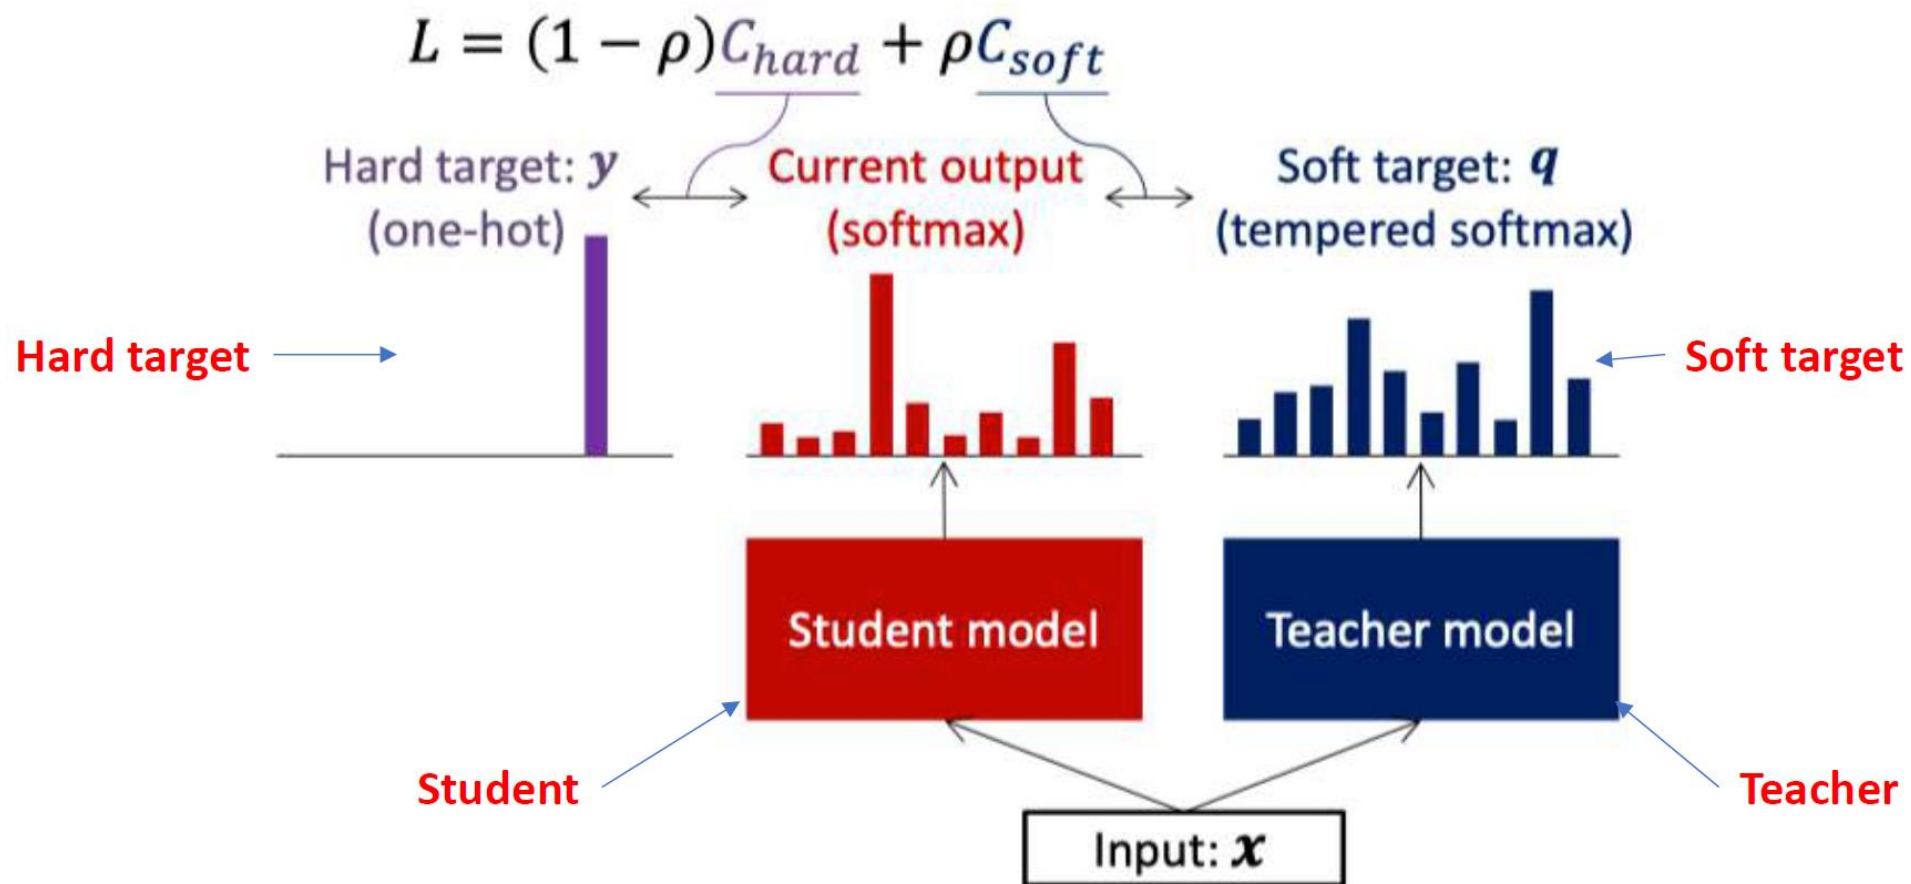 L = (1 − ρ)C_hard + ρC_soft
Hard target: y
(one-hot)
Current output
(softmax)
Soft target: q
(tempered softmax)
Hard target
Soft target
Student model
Teacher model
Student
Teacher
Input: x